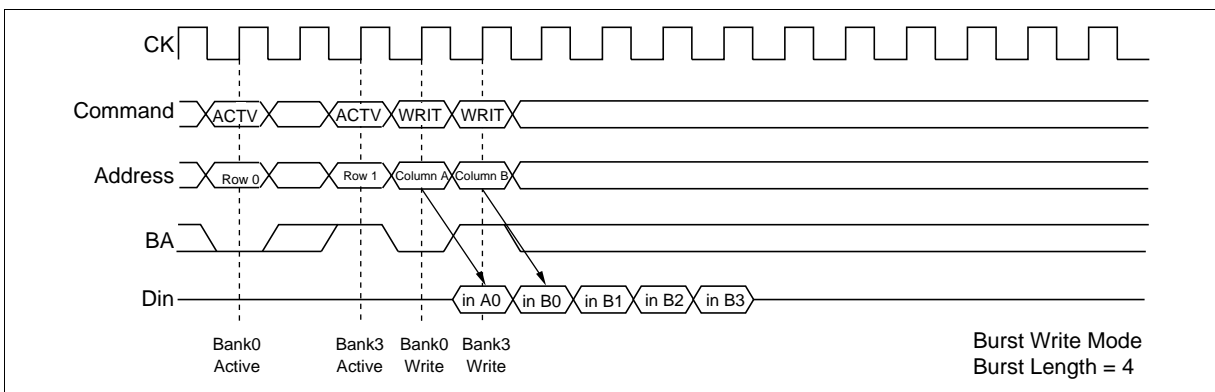 CK
Command ACTV ACTV WRIT WRIT
Address Row 0 Row 1 Column A Column B
BA
Din in A0 in B0 in B1 in B2 in B3
Bank0 Bank3 Bank0 Bank3
Active Active Write Write
Burst Write Mode
Burst Length = 4